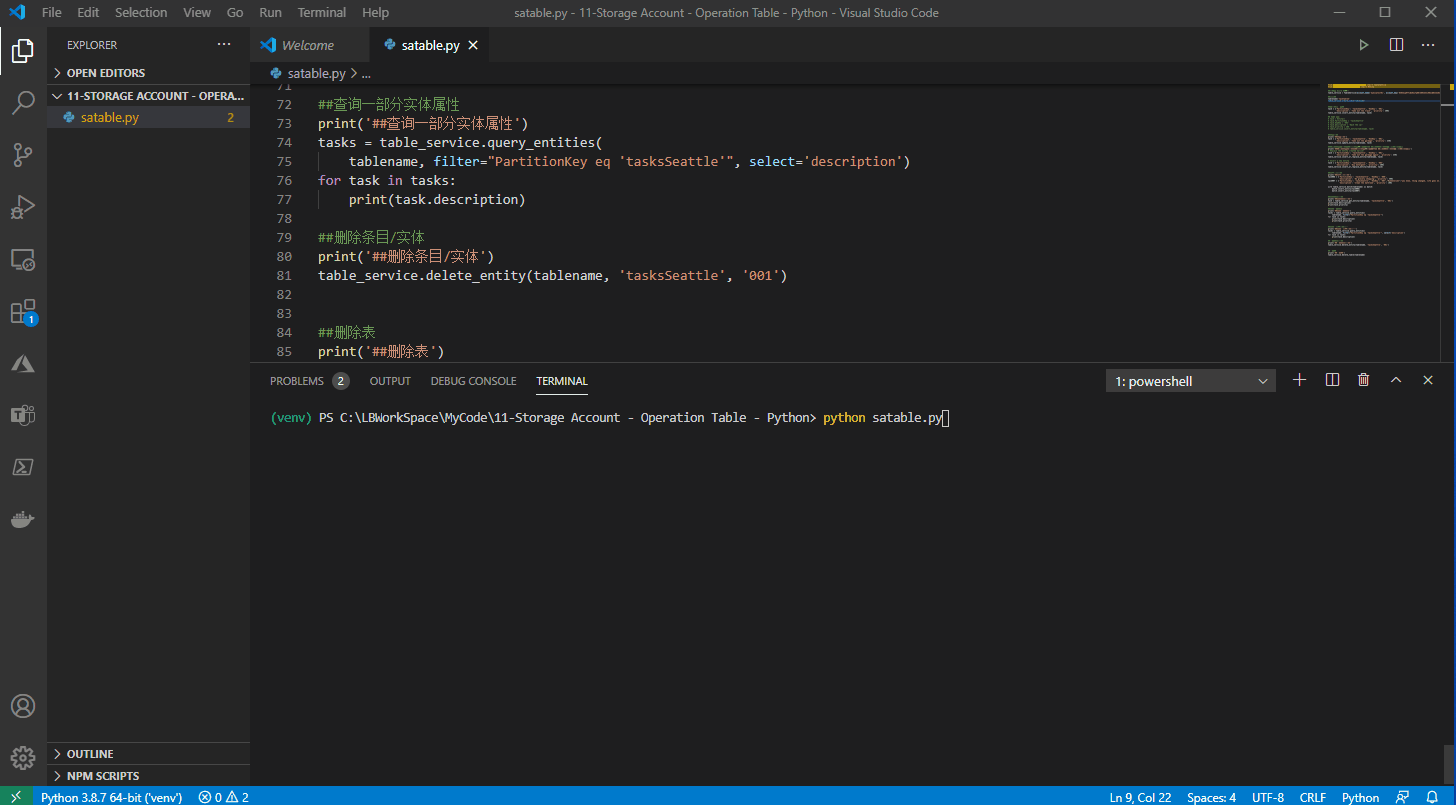 File Edit Selection View Go Run Terminal Help satable.py - 11-Storage Account - Operation Table - Python - Visual Studio Code
EXPLORER ...
Welcome
satable.py
OPEN EDITORS
11-STORAGE ACCOUNT - OPERA...
satable.py 2
satable.py > ...
71
72 ##查询一部分实体属性
73 print('##查询一部分实体属性')
74 tasks = table_service.query_entities(
75 tablename, filter="PartitionKey eq 'tasksSeattle'", select='description')
76 for task in tasks:
77 print(task.description)
78
79 ##删除条目/实体
80 print('##删除条目/实体')
81 table_service.delete_entity(tablename, 'tasksSeattle', '001')
82
83
84 ##删除表
85 print('##删除表')
PROBLEMS 2 OUTPUT DEBUG CONSOLE TERMINAL 1: powershell
(venv) PS C:\LBWorkSpace\MyCode\11-Storage Account - Operation Table - Python> python satable.py
1
OUTLINE
NPM SCRIPTS
Python 3.8.7 64-bit ('venv') 0 2 Ln 9, Col 22 Spaces: 4 UTF-8 CRLF Python